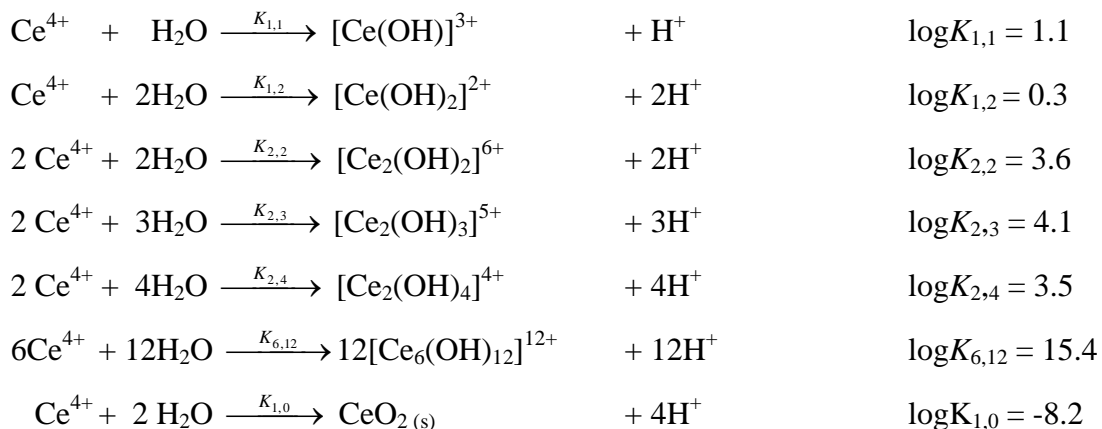 Ce⁴⁺ + H₂O —K₁,₁→ [Ce(OH)]³⁺ + H⁺ logK₁,₁ = 1.1
Ce⁴⁺ + 2H₂O —K₁,₂→ [Ce(OH)₂]²⁺ + 2H⁺ logK₁,₂ = 0.3
2 Ce⁴⁺ + 2H₂O —K₂,₂→ [Ce₂(OH)₂]⁶⁺ + 2H⁺ logK₂,₂ = 3.6
2 Ce⁴⁺ + 3H₂O —K₂,₃→ [Ce₂(OH)₃]⁵⁺ + 3H⁺ logK₂,₃ = 4.1
2 Ce⁴⁺ + 4H₂O —K₂,₄→ [Ce₂(OH)₄]⁴⁺ + 4H⁺ logK₂,₄ = 3.5
6Ce⁴⁺ + 12H₂O —K₆,₁₂→ 12[Ce₆(OH)₁₂]¹²⁺ + 12H⁺ logK₆,₁₂ = 15.4
Ce⁴⁺ + 2 H₂O —K₁,₀→ CeO₂ ₍ₛ₎ + 4H⁺ logK₁,₀ = -8.2